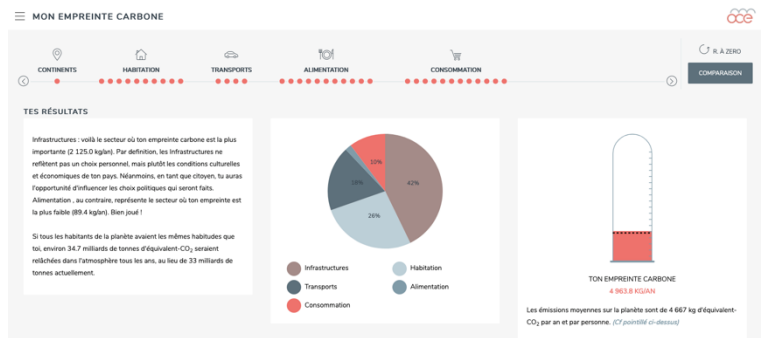 MON EMPREINTE CARBONE
ace
CONTINENTS
HABITATION
TRANSPORTS
ALIMENTATION
CONSOMMATION
R. À ZERO
COMPARAISON
TES RÉSULTATS
Infrastructures : voilà le secteur où ton empreinte carbone est la plus
importante (2 125.0 kg/an). Par definition, les Infrastructures ne
reflètent pas un choix personnel, mais plutôt les conditions culturelles
et économiques de ton pays. Néanmoins, en tant que citoyen, tu auras
l'opportunité d'influencer les choix politiques qui seront faits.
Alimentation , au contraire, représente le secteur où ton empreinte est
la plus faible (89.4 kg/an). Bien joué !
Si tous les habitants de la planète avaient les mêmes habitudes que
toi, environ 34.7 milliards de tonnes d'équivalent-CO₂ seraient
relâchées dans l'atmosphère tous les ans, au lieu de 33 milliards de
tonnes actuellement.
10%
18%
42%
26%
Infrastructures
Habitation
Transports
Alimentation
Consommation
TON EMPREINTE CARBONE
4 963.8 KG/AN
Les émissions moyennes sur la planète sont de 4 667 kg d'équivalent-
CO₂ par an et par personne. (Cf pointillé ci-dessus)